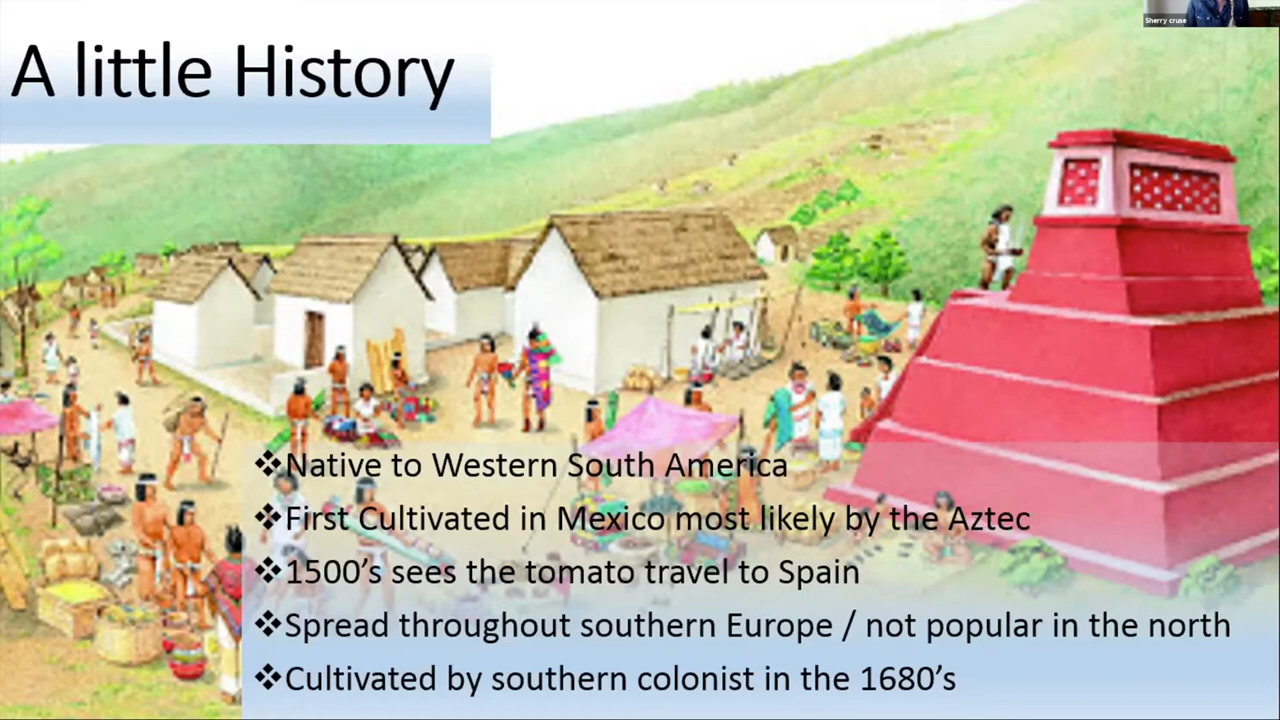 Sherry cruse
A little History
❖Native to Western South America
❖First Cultivated in Mexico most likely by the Aztec
❖1500’s sees the tomato travel to Spain
❖Spread throughout southern Europe / not popular in the north
❖Cultivated by southern colonist in the 1680’s